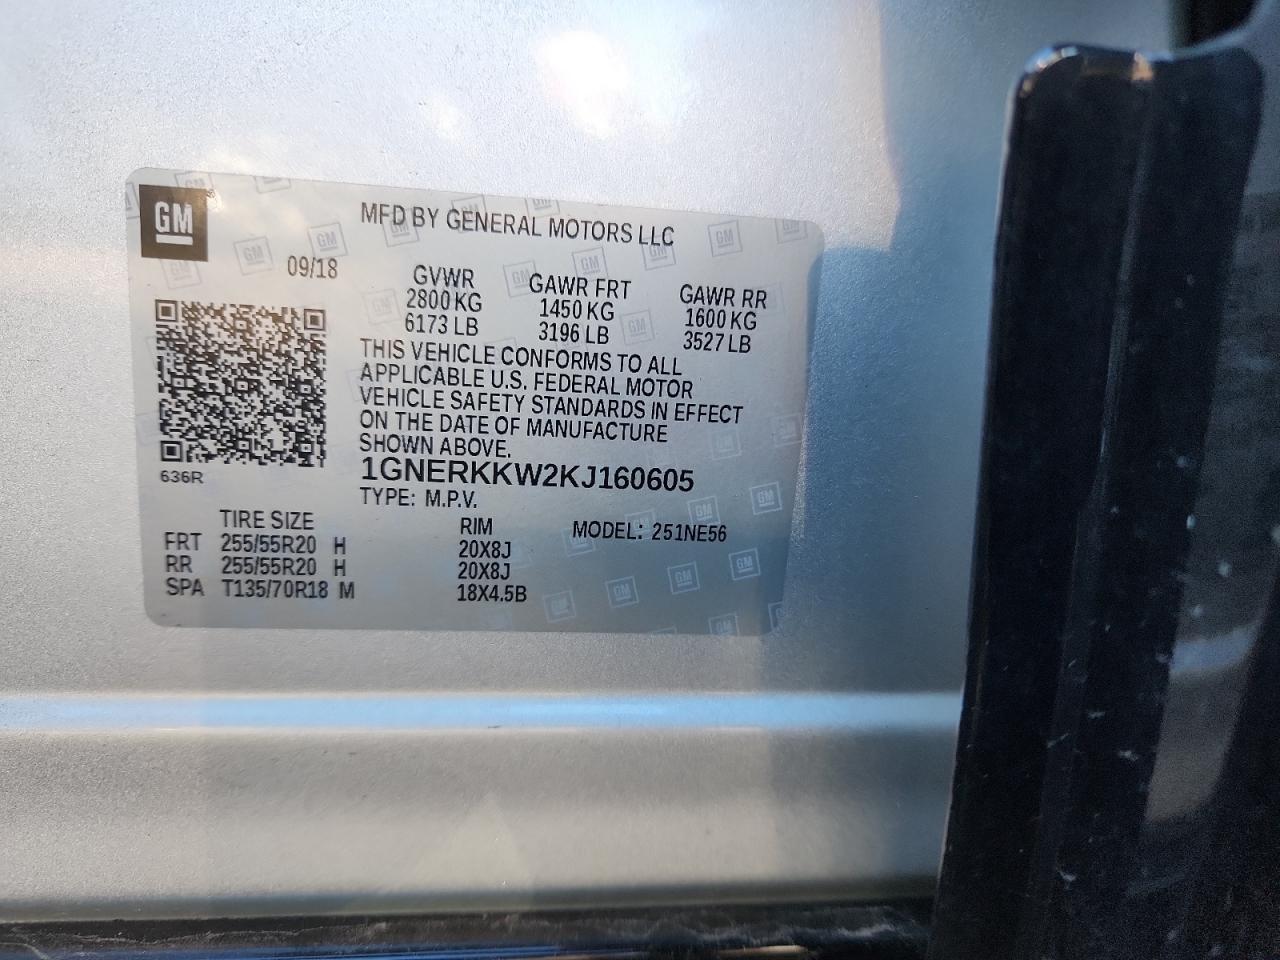 GM
MFD BY GENERAL MOTORS LLC
09/18
GVWR GAWR FRT GAWR RR
2800 KG 1450 KG 1600 KG
6173 LB 3196 LB 3527 LB
THIS VEHICLE CONFORMS TO ALL
APPLICABLE U.S. FEDERAL MOTOR
VEHICLE SAFETY STANDARDS IN EFFECT
ON THE DATE OF MANUFACTURE
SHOWN ABOVE.
636R
1GNERKKW2KJ160605
TYPE: M.P.V.
TIRE SIZE RIM MODEL: 251NE56
FRT 255/55R20 H 20X8J
RR 255/55R20 H 20X8J
SPA T135/70R18 M 18X4.5B